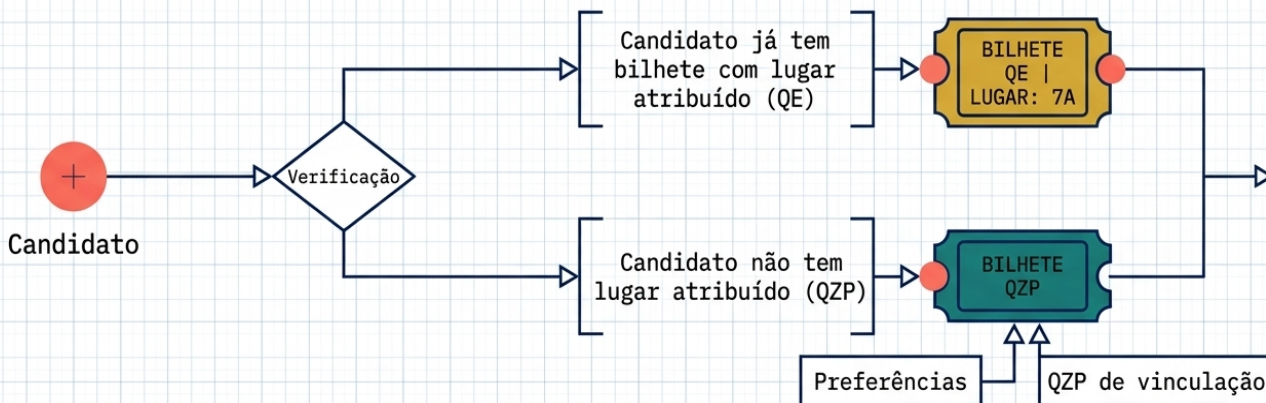 Candidato
Verificação
Candidato já tem
bilhete com lugar
atribuído (QE)
BILHETE
QE |
LUGAR: 7A
Candidato não tem
lugar atribuído (QZP)
BILHETE
QZP
Preferências
QZP de vinculação